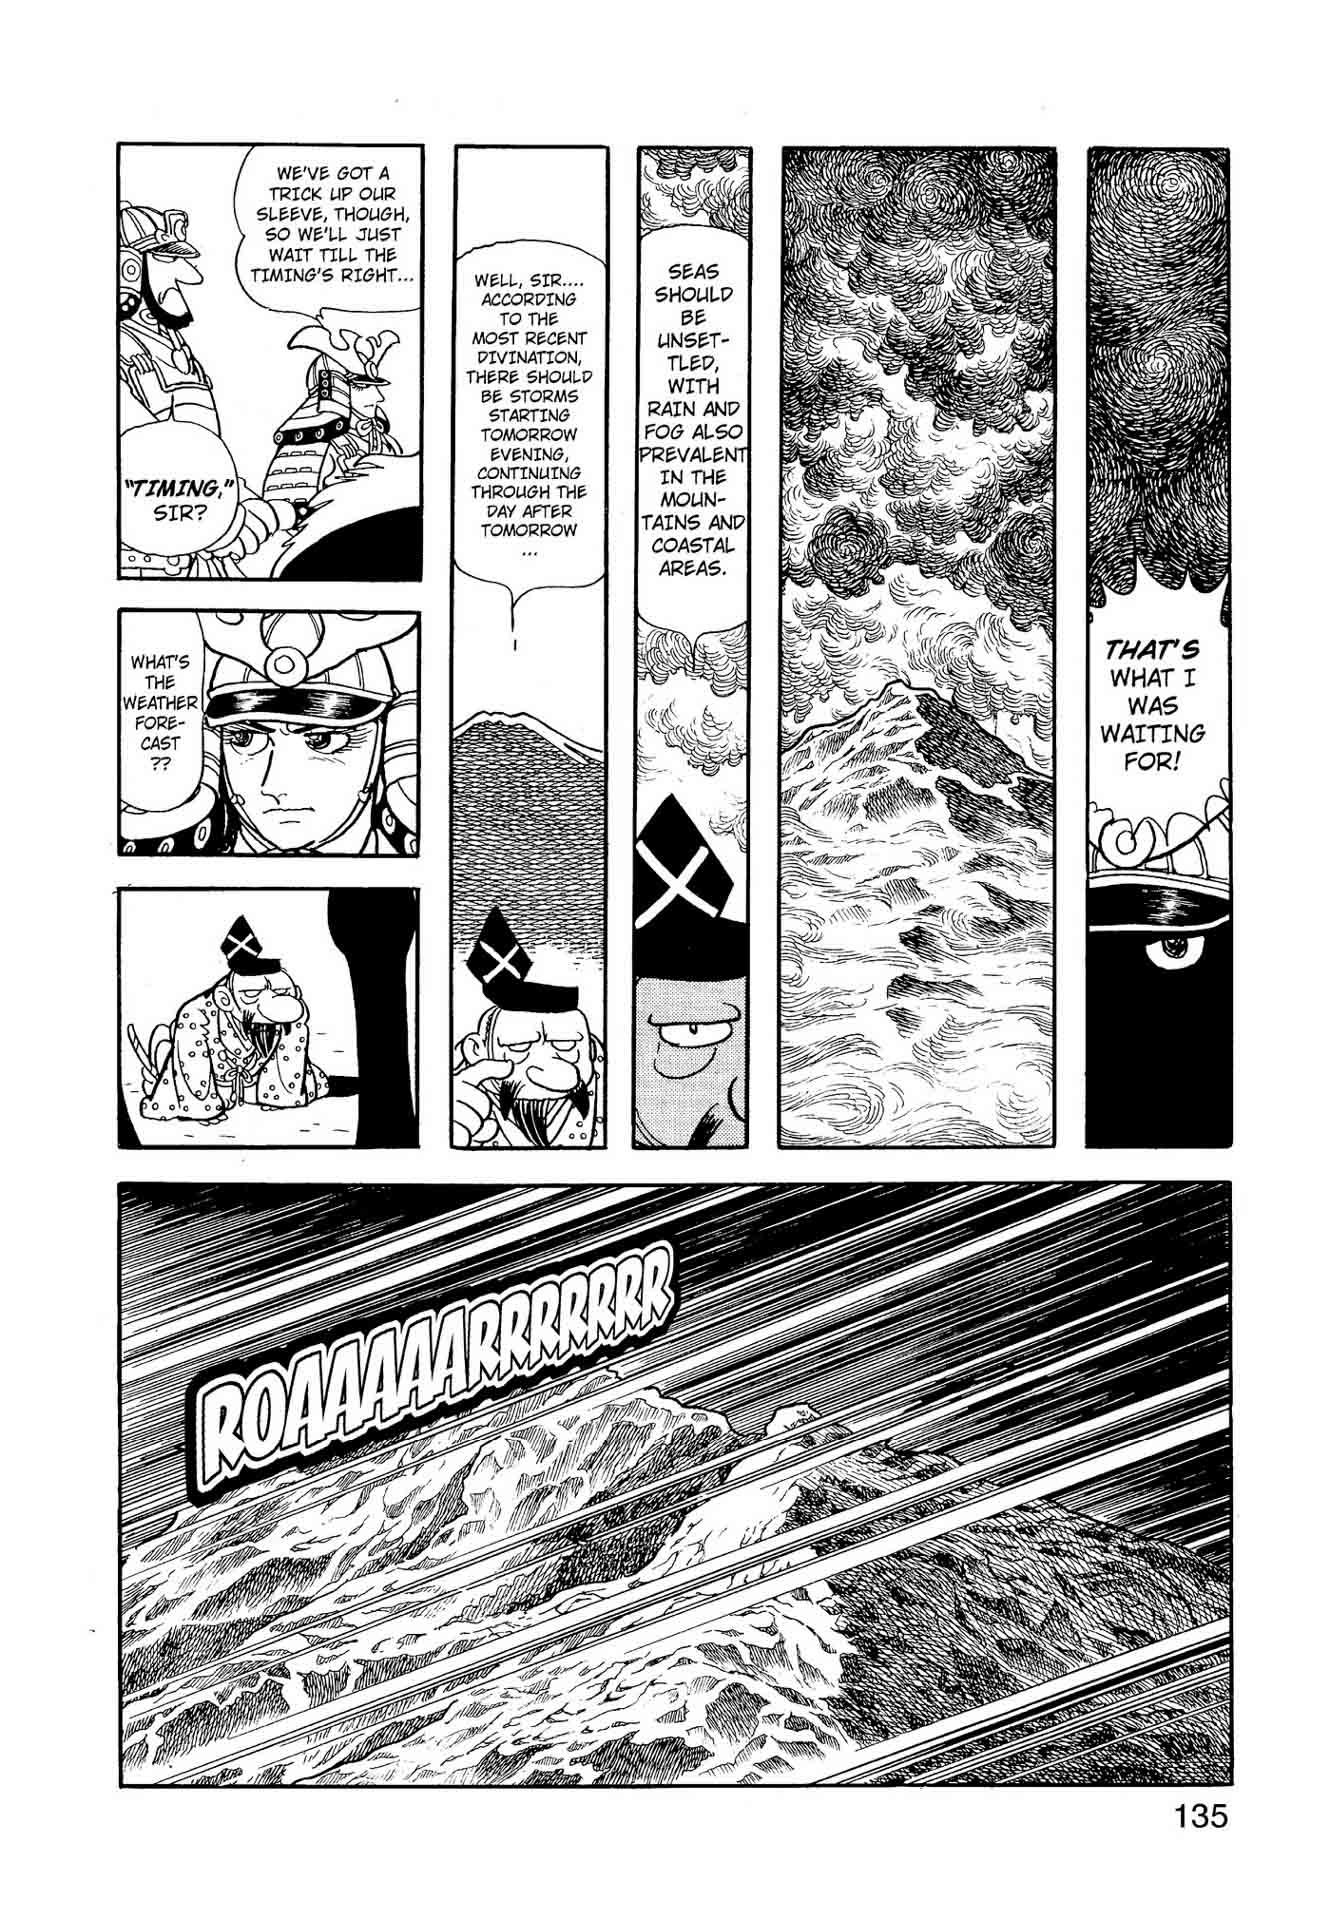 WE'VE GOT A
TRICK UP OUR
SLEEVE, THOUGH,
SO WE'LL JUST
WAIT TILL THE
TIMING'S RIGHT...
"TIMING,"
SIR?
WHAT'S
THE
WEATHER
FORE-
CAST
??
WELL, SIR....
ACCORDING
TO THE
MOST RECENT
DIVINATION,
THERE SHOULD
BE STORMS
STARTING
TOMORROW
EVENING,
CONTINUING
THROUGH THE
DAY AFTER
TOMORROW
...
SEAS
SHOULD
BE
UNSET-
TLED,
WITH
RAIN AND
FOG ALSO
PREVALENT
IN THE
MOUN-
TAINS AND
COASTAL
AREAS.
THAT'S
WHAT I
WAS
WAITING
FOR!
ROAAAAAARRRRRRR
135